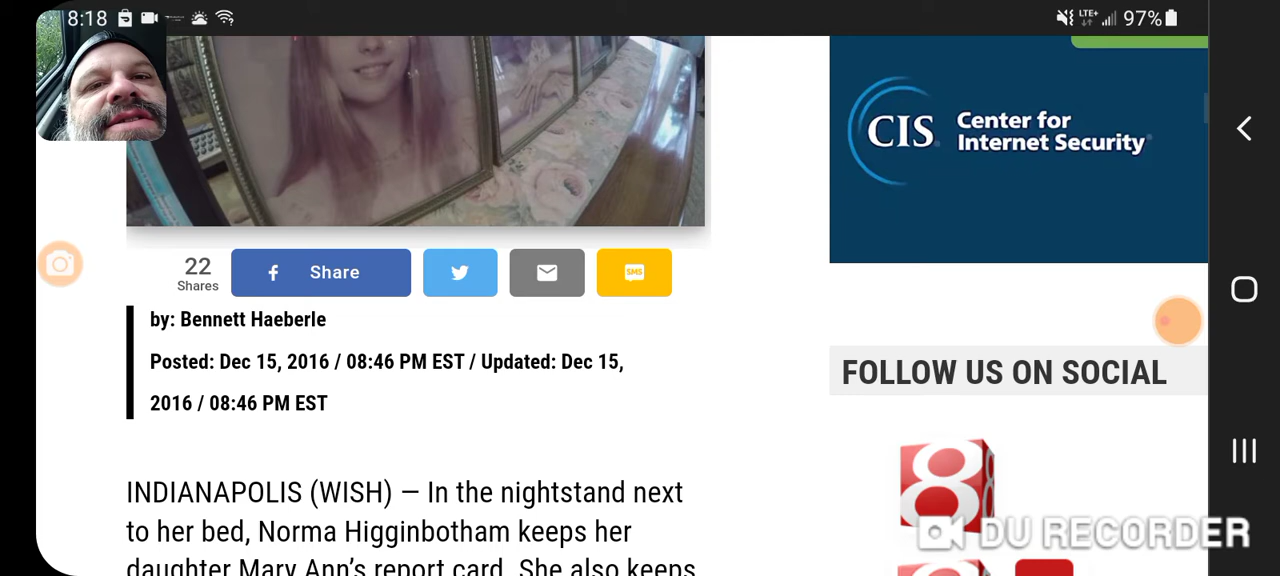 8:18
LTE+
97%
CIS
Center for
Internet Security
22
Shares
Share
SMS
by: Bennett Haeberle
Posted: Dec 15, 2016 / 08:46 PM EST / Updated: Dec 15,
2016 / 08:46 PM EST
FOLLOW US ON SOCIAL
8
INDIANAPOLIS (WISH) — In the nightstand next
to her bed, Norma Higginbotham keeps her
daughter Mary Ann's report card. She also keeps
DU RECORDER